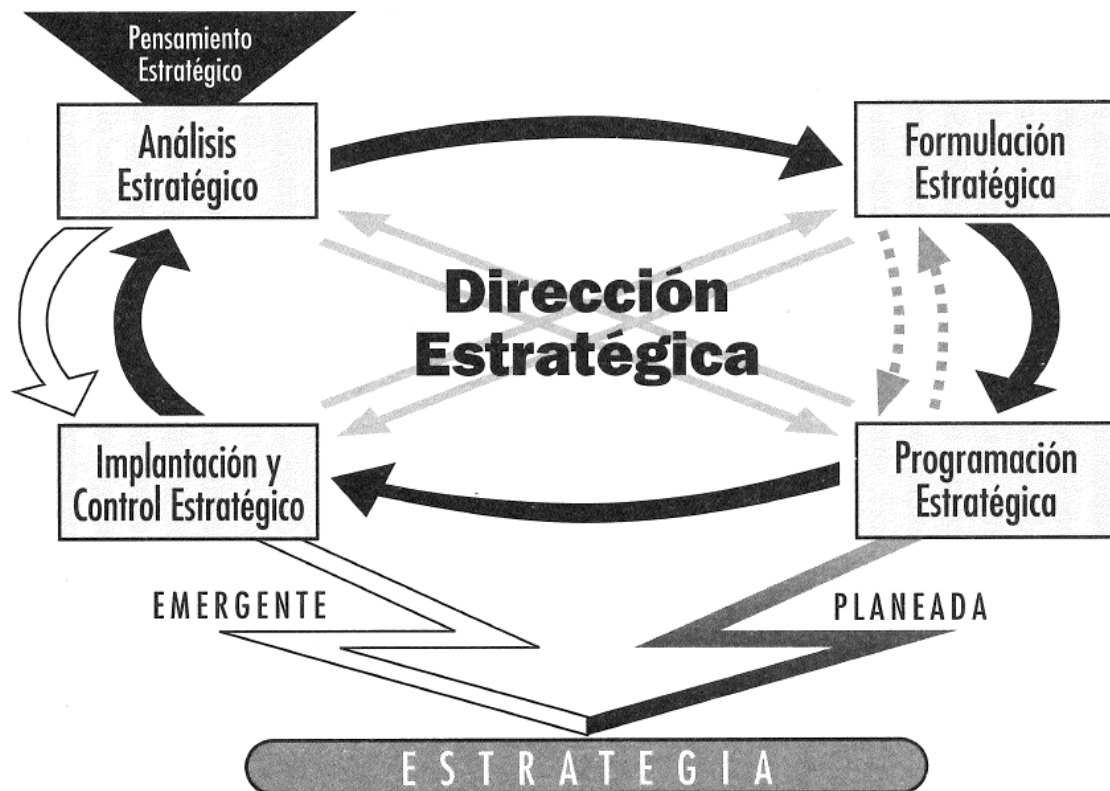 Pensamiento
Estratégico
Análisis
Estratégico
Formulación
Estratégica
Dirección
Estratégica
Implantación y
Control Estratégico
Programación
Estratégica
EMERGENTE
PLANEADA
ESTRATEGIA